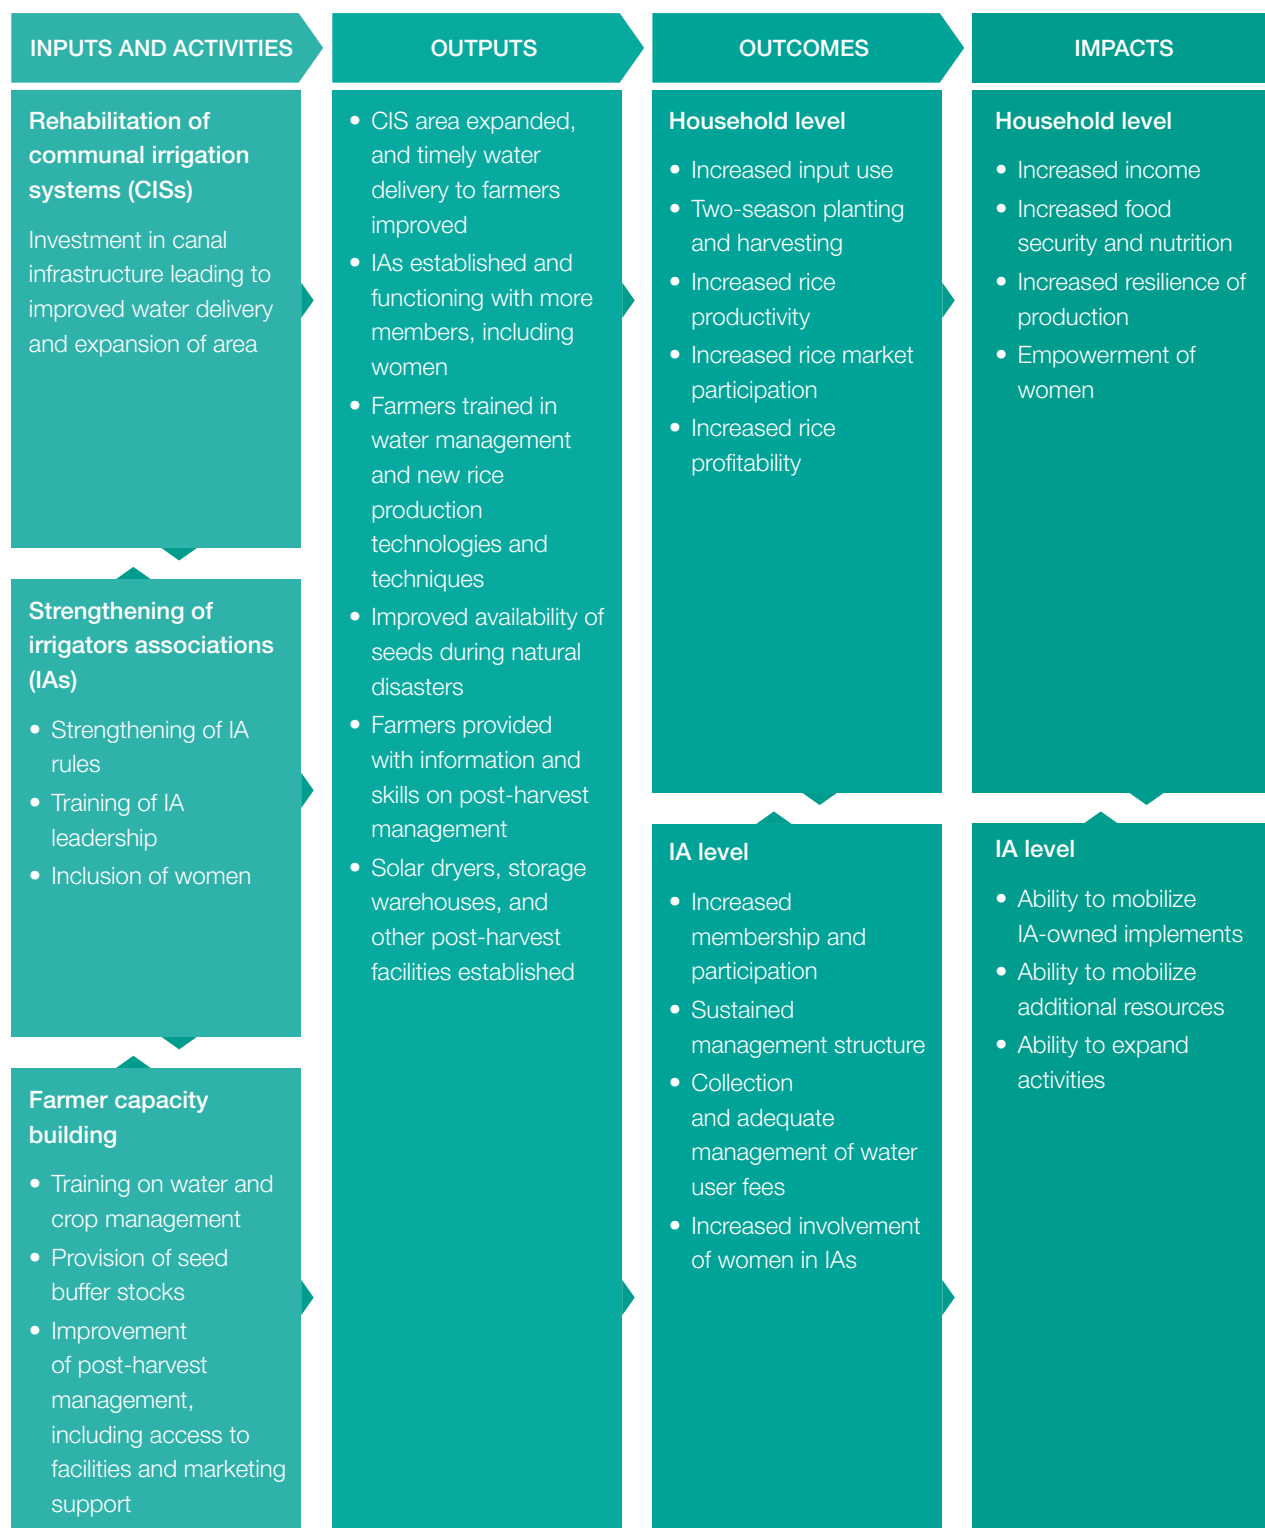 INPUTS AND ACTIVITIES
Rehabilitation of
communal irrigation
systems (CISs)
Investment in canal
infrastructure leading to
improved water delivery
and expansion of area
Strengthening of
irrigators associations
(IAs)
• Strengthening of IA
rules
• Training of IA
leadership
• Inclusion of women
Farmer capacity
building
• Training on water and
crop management
• Provision of seed
buffer stocks
• Improvement
of post-harvest
management,
including access to
facilities and marketing
support
OUTPUTS
• CIS area expanded,
and timely water
delivery to farmers
improved
• IAs established and
functioning with more
members, including
women
• Farmers trained in
water management
and new rice
production
technologies and
techniques
• Improved availability of
seeds during natural
disasters
• Farmers provided
with information and
skills on post-harvest
management
• Solar dryers, storage
warehouses, and
other post-harvest
facilities established
OUTCOMES
Household level
• Increased input use
• Two-season planting
and harvesting
• Increased rice
productivity
• Increased rice market
participation
• Increased rice
profitability
IA level
• Increased
membership and
participation
• Sustained
management structure
• Collection
and adequate
management of water
user fees
• Increased involvement
of women in IAs
IMPACTS
Household level
• Increased income
• Increased food
security and nutrition
• Increased resilience of
production
• Empowerment of
women
IA level
• Ability to mobilize
IA-owned implements
• Ability to mobilize
additional resources
• Ability to expand
activities